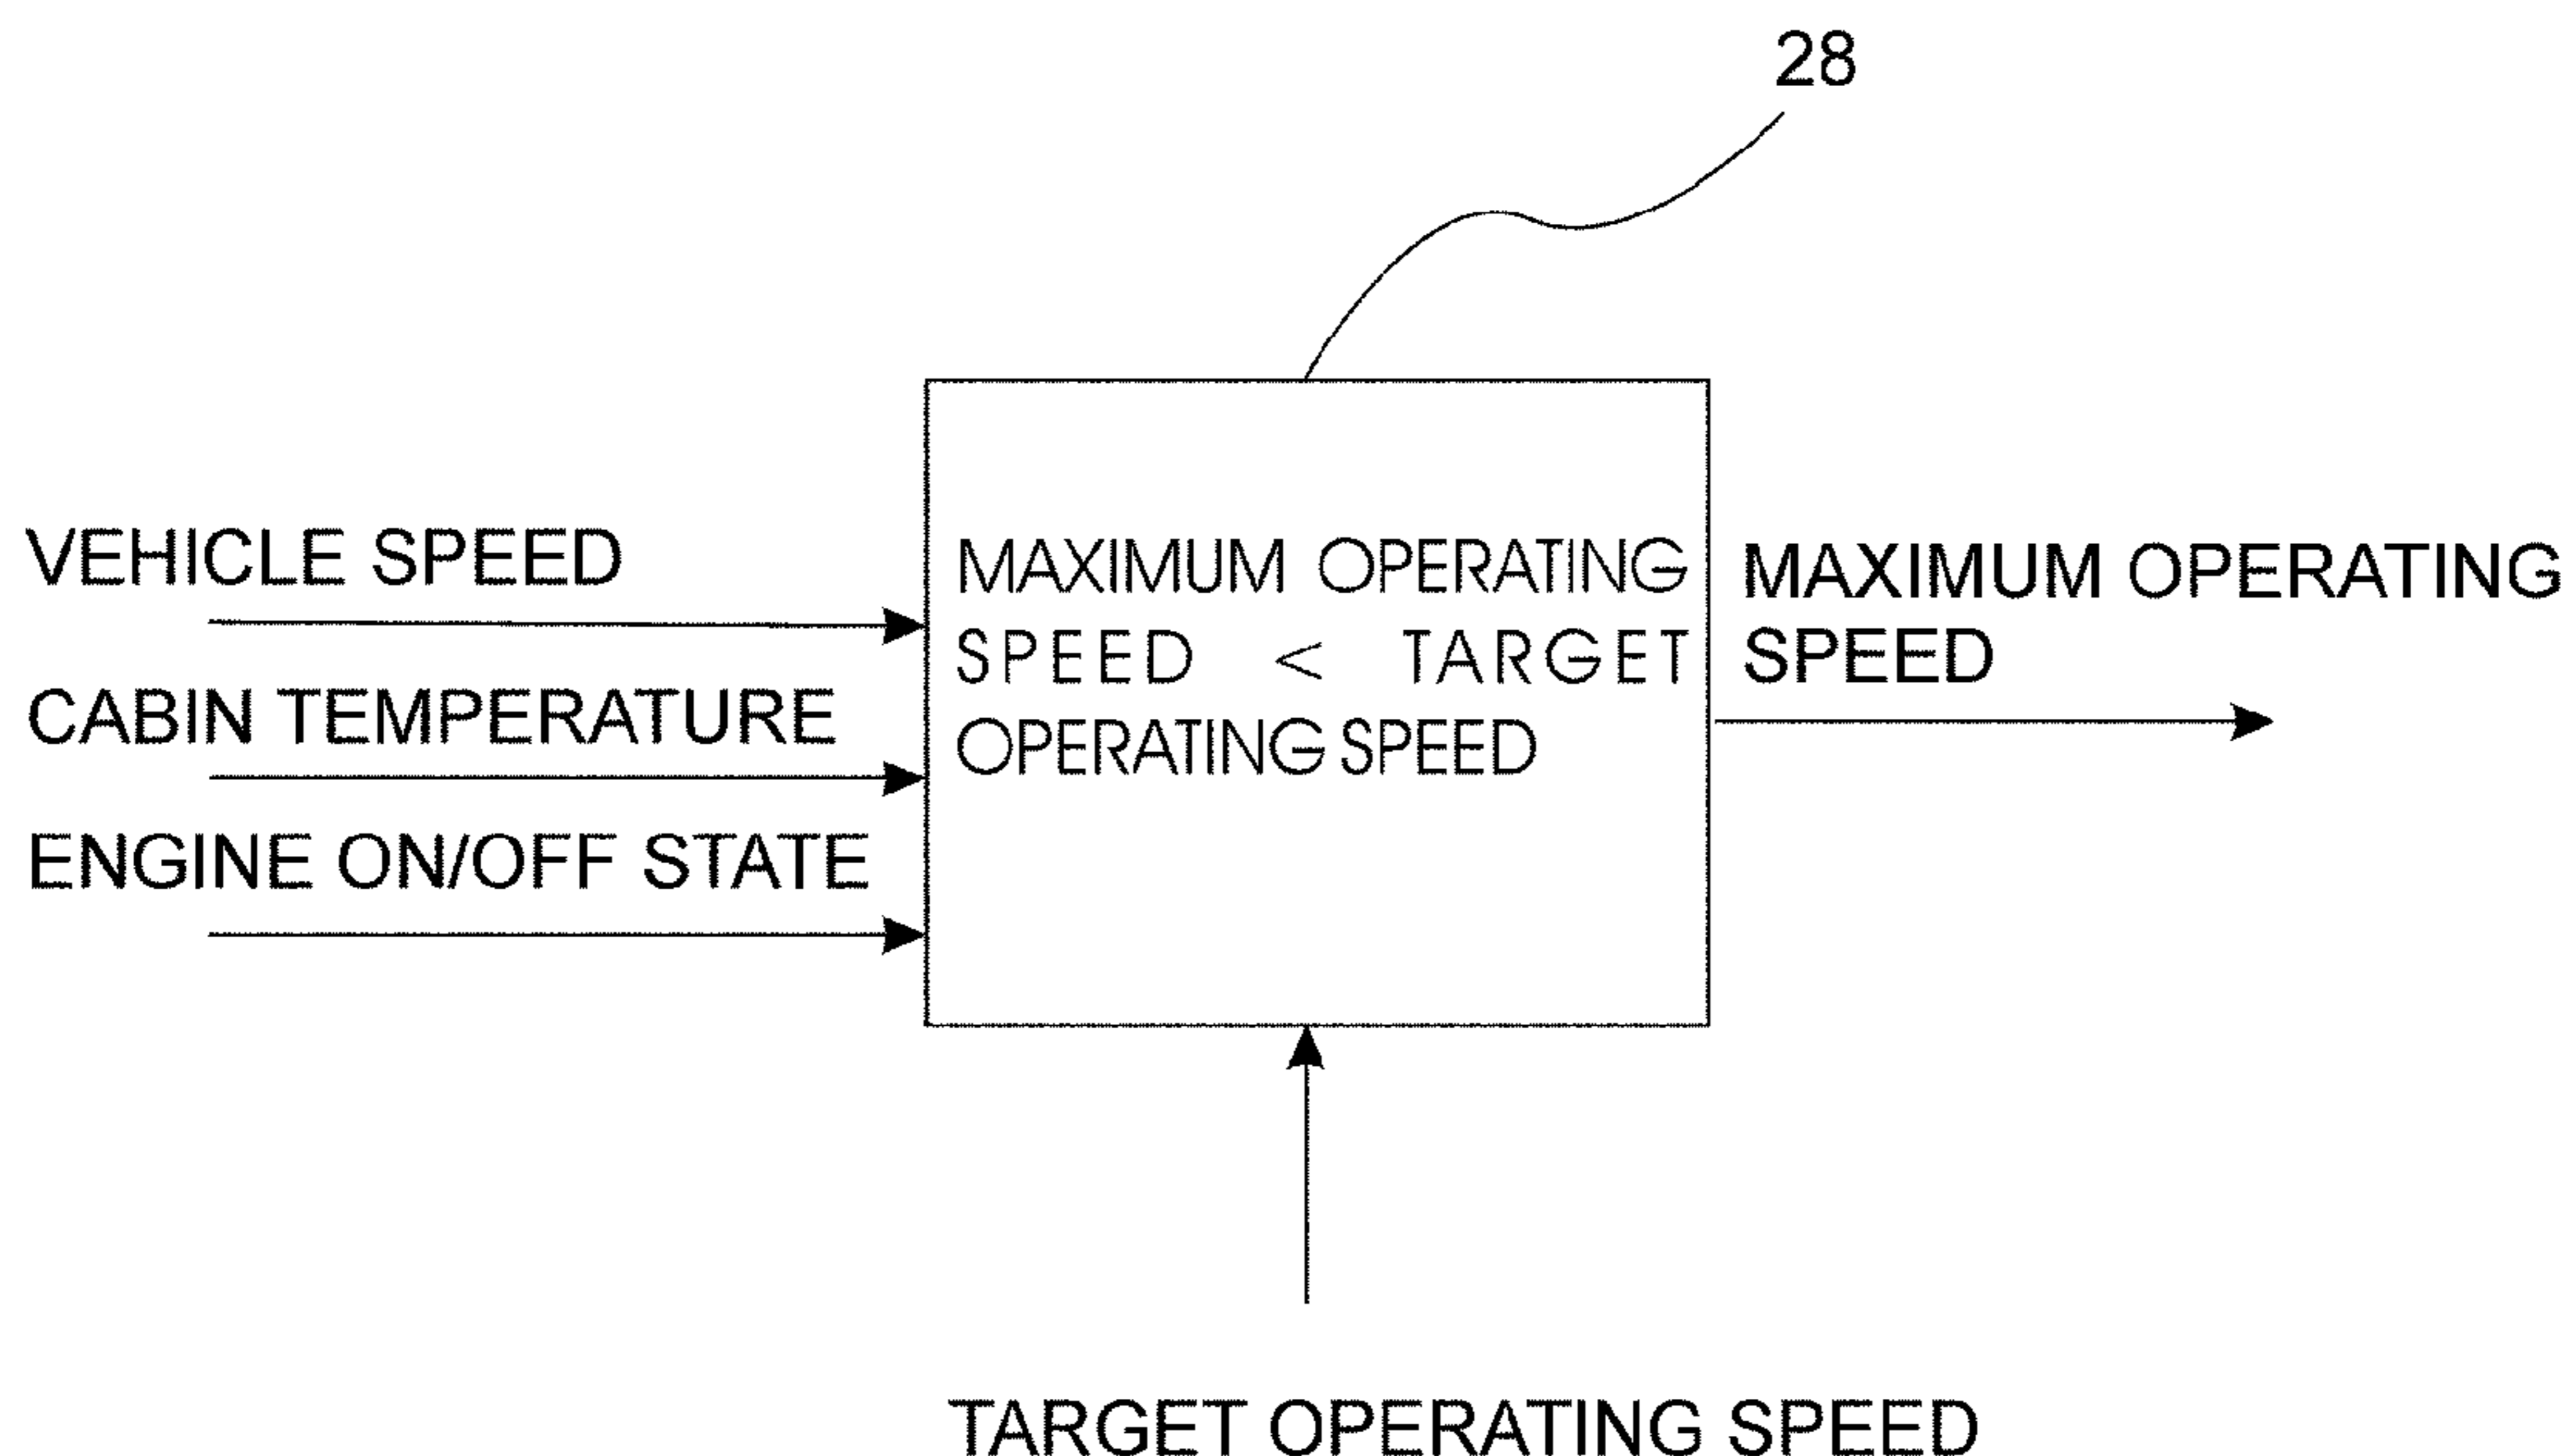 28
VEHICLE SPEED
CABIN TEMPERATURE
ENGINE ON/OFF STATE
MAXIMUM OPERATING
SPEED < TARGET
OPERATING SPEED
MAXIMUM OPERATING
SPEED
TARGET OPERATING SPEED